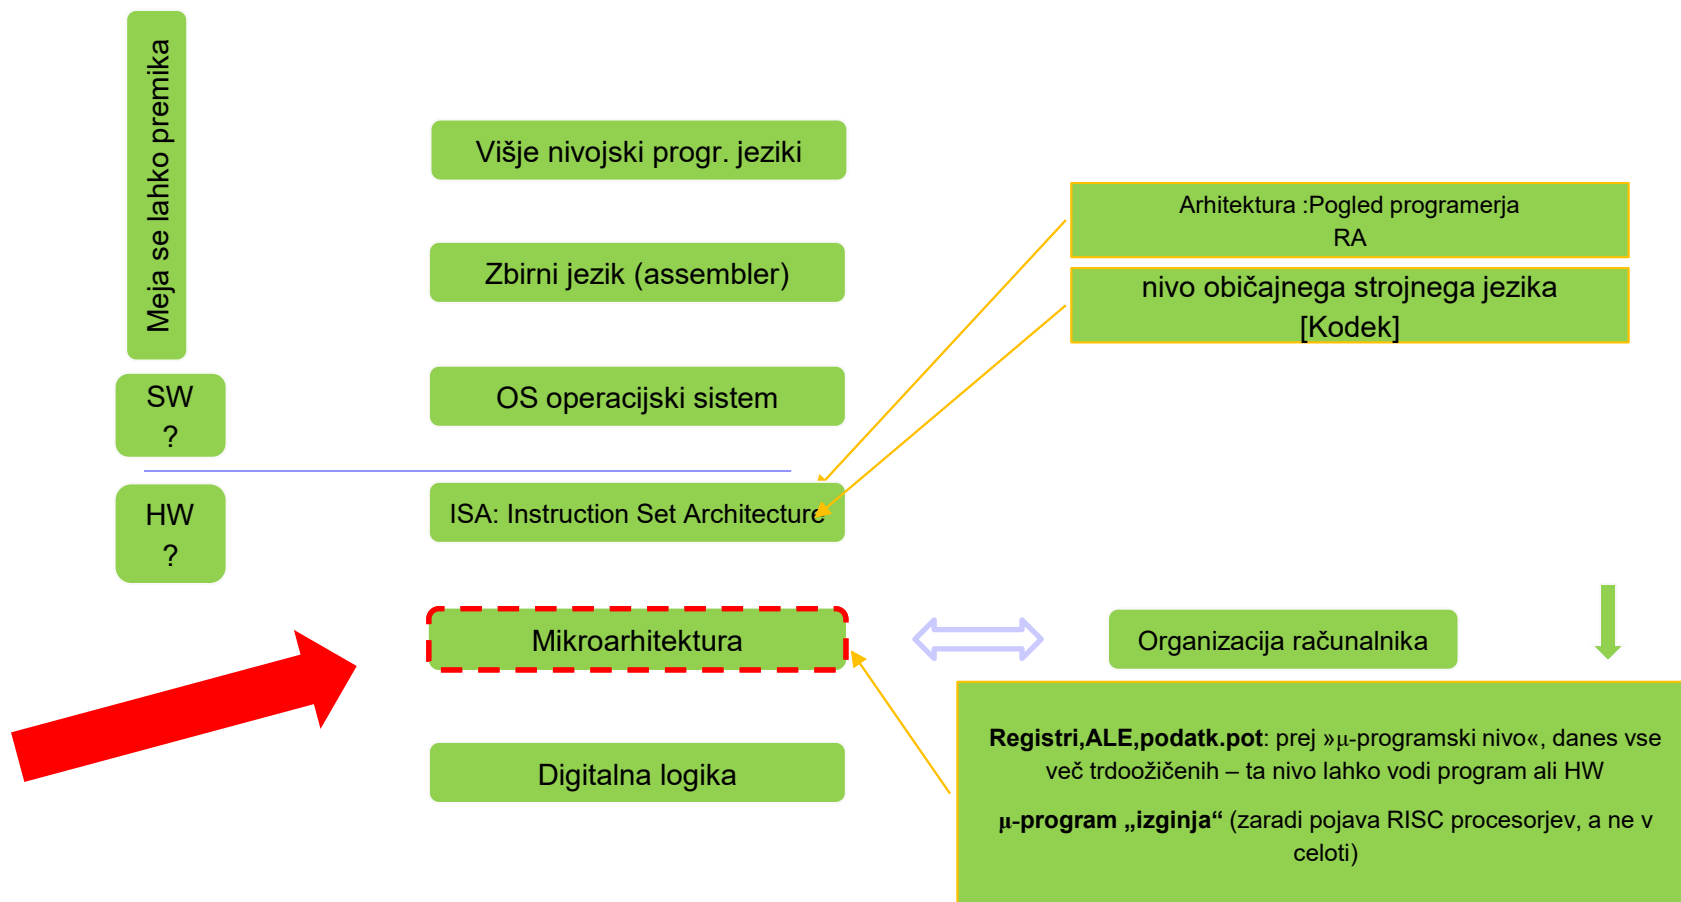 Meja se lahko premika
Višje nivojski progr. jeziki
Arhitektura :Pogled programerja
RA
Zbirni jezik (assembler)
nivo običajnega strojnega jezika
[Kodek]
SW
?
OS operacijski sistem
HW
?
ISA: Instruction Set Architecture
Mikroarhitektura
Organizacija računalnika
Registri,ALE,podatk.pot: prej »μ-programski nivo«, danes vse
več trdoožičenih – ta nivo lahko vodi program ali HW
μ-program „izginja“ (zaradi pojava RISC procesorjev, a ne v
celoti)
Digitalna logika